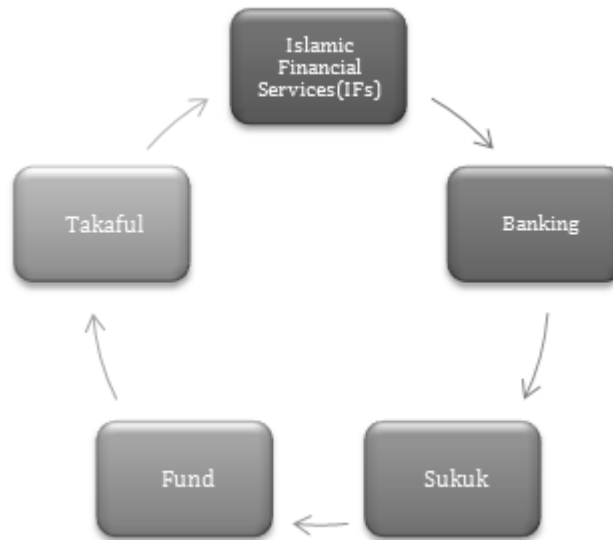 Islamic
Financial
Services(IFs)
Banking
Sukuk
Fund
Takaful